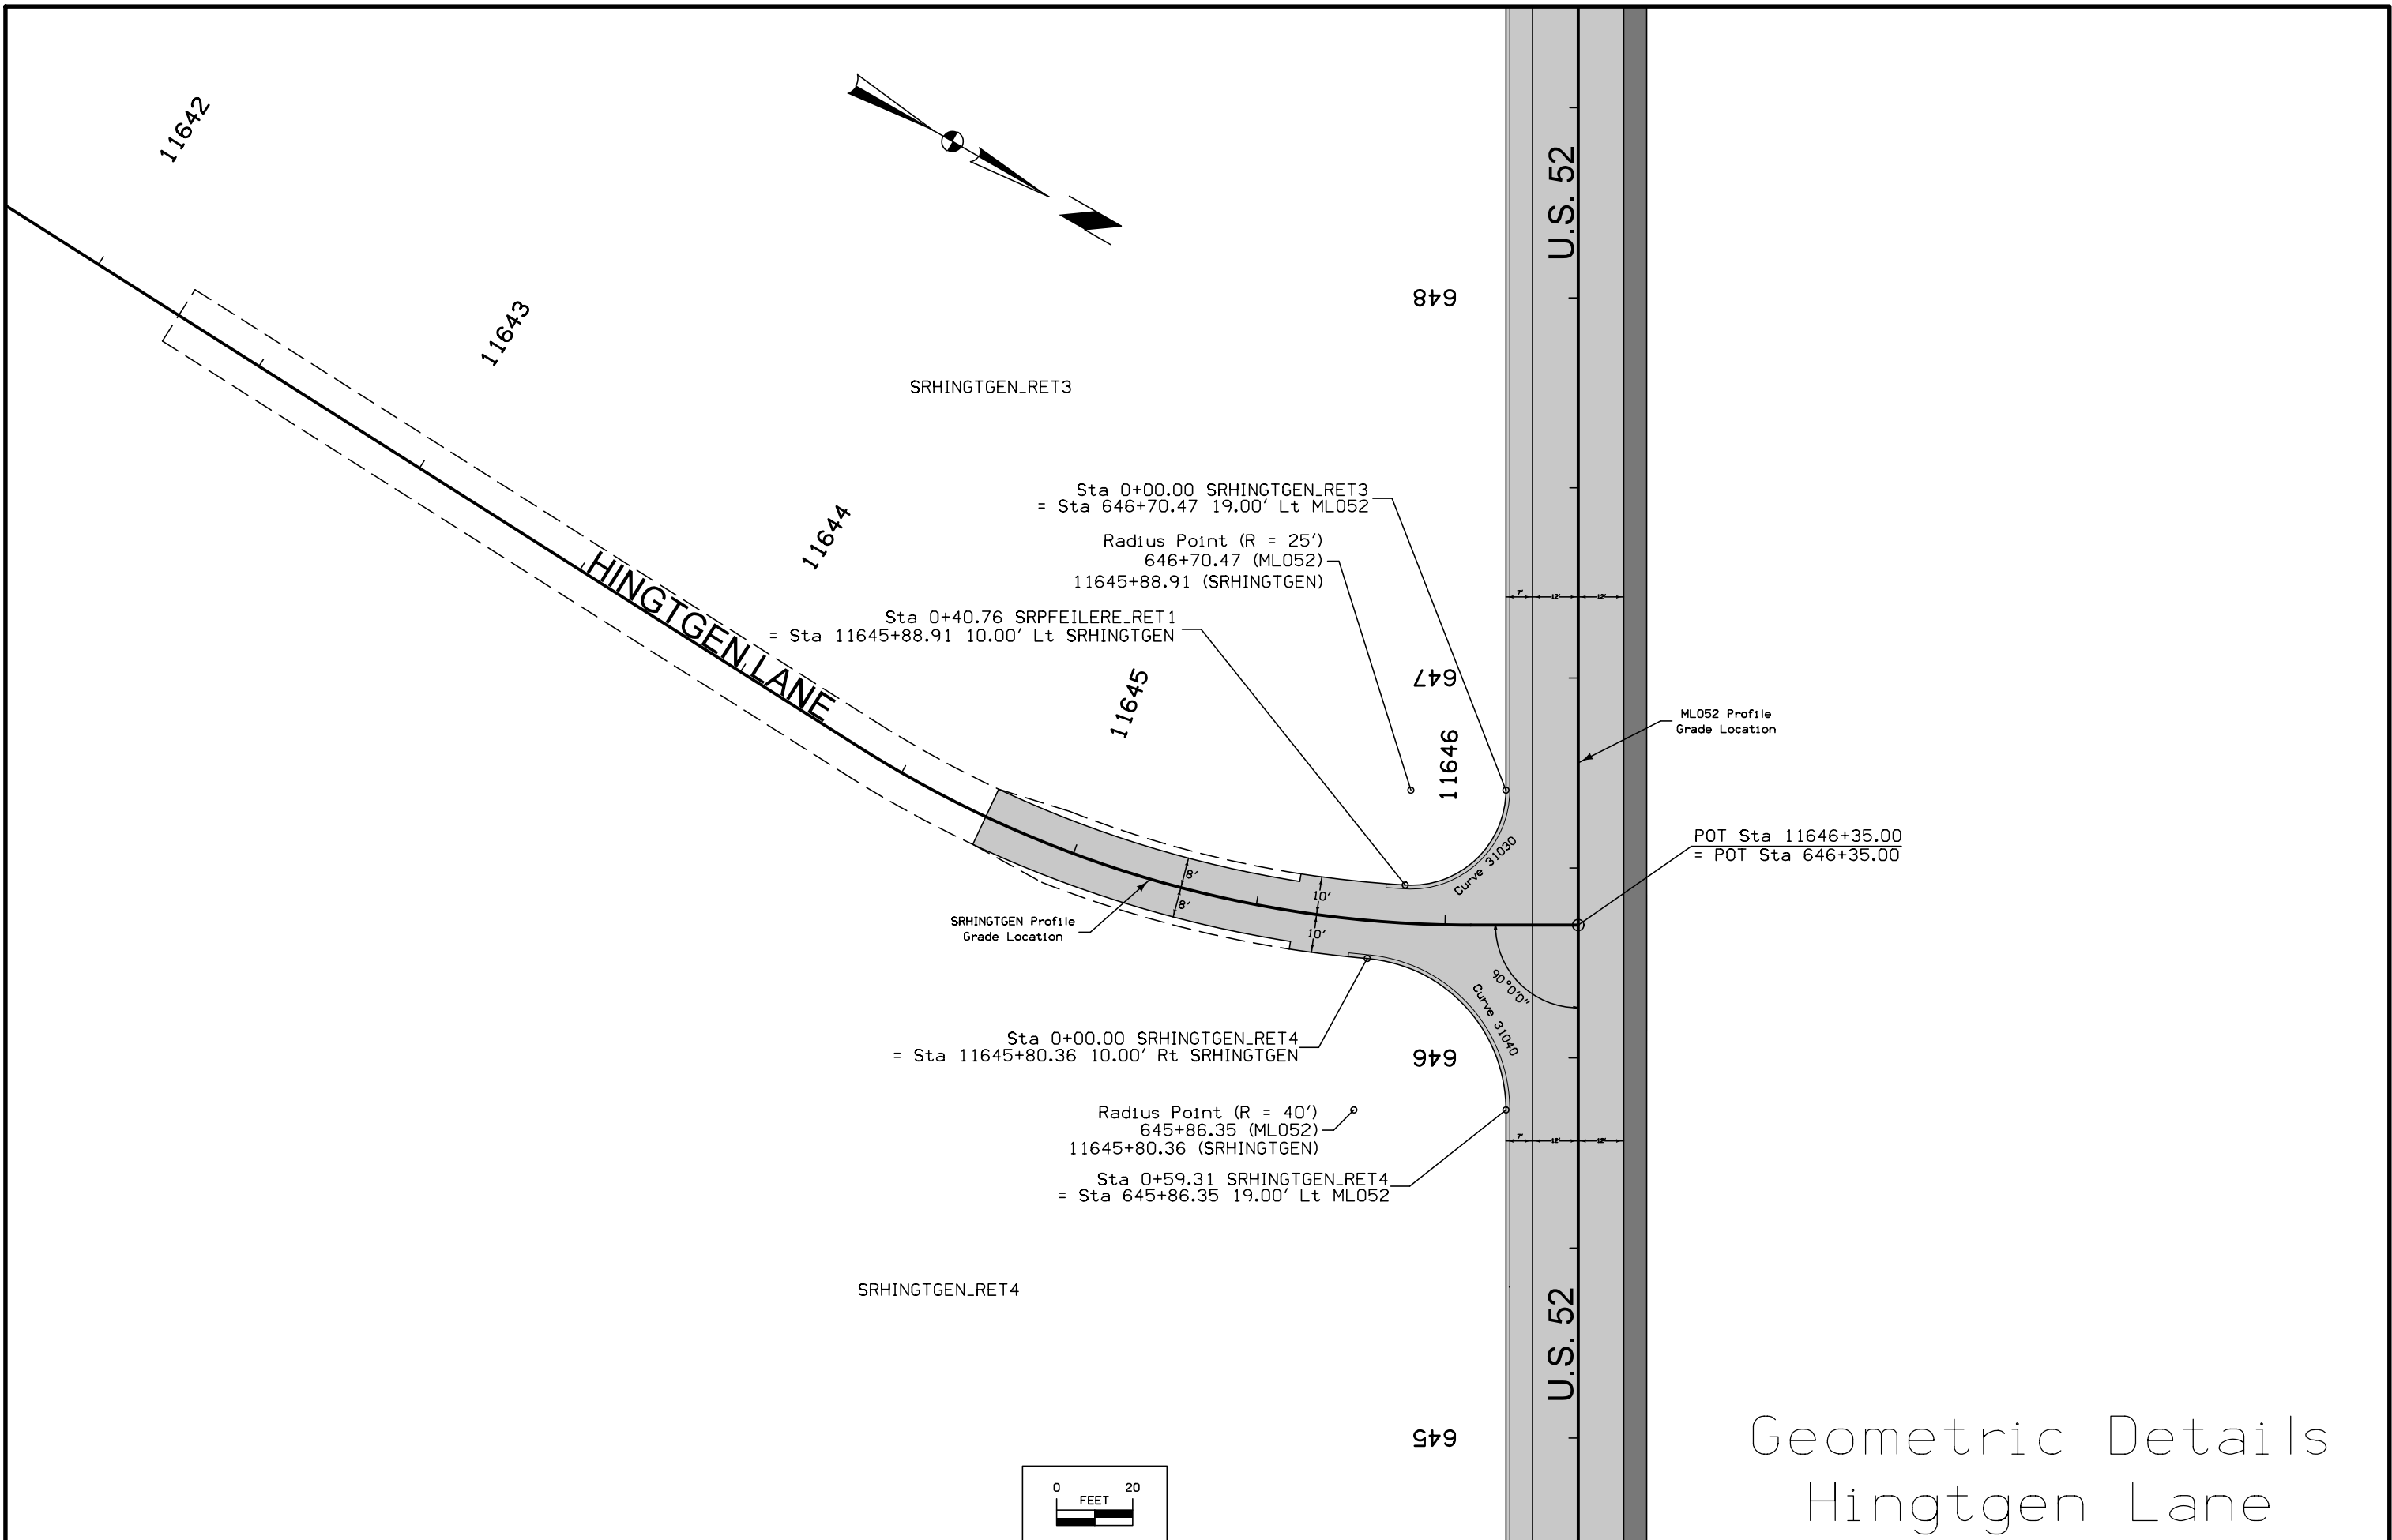 11642
N
U.S. 52
648
11643
SRHINGTGEN_RET3
Sta 0+00.00 SRHINGTGEN_RET3
= Sta 646+70.47 19.00' Lt ML052
11644
Radius Point (R = 25')
646+70.47 (ML052)
11645+88.91 (SRHINGTGEN)
7' 12' 12'
HINGTGEN LANE
Sta 0+40.76 SRPFEILERE_RET1
= Sta 11645+88.91 10.00' Lt SRHINGTGEN
647
11645
11646
ML052 Profile
Grade Location
POT Sta 11646+35.00
= POT Sta 646+35.00
Curve 31030
8'
8'
10'
10'
SRHINGTGEN Profile
Grade Location
90°0'0"
Curve 31040
Sta 0+00.00 SRHINGTGEN_RET4
= Sta 11645+80.36 10.00' Rt SRHINGTGEN
646
Radius Point (R = 40')
645+86.35 (ML052)
11645+80.36 (SRHINGTGEN)
7' 12' 12'
Sta 0+59.31 SRHINGTGEN_RET4
= Sta 645+86.35 19.00' Lt ML052
SRHINGTGEN_RET4
U.S. 52
645
0 20
FEET
Geometric Details
Hingtgen Lane